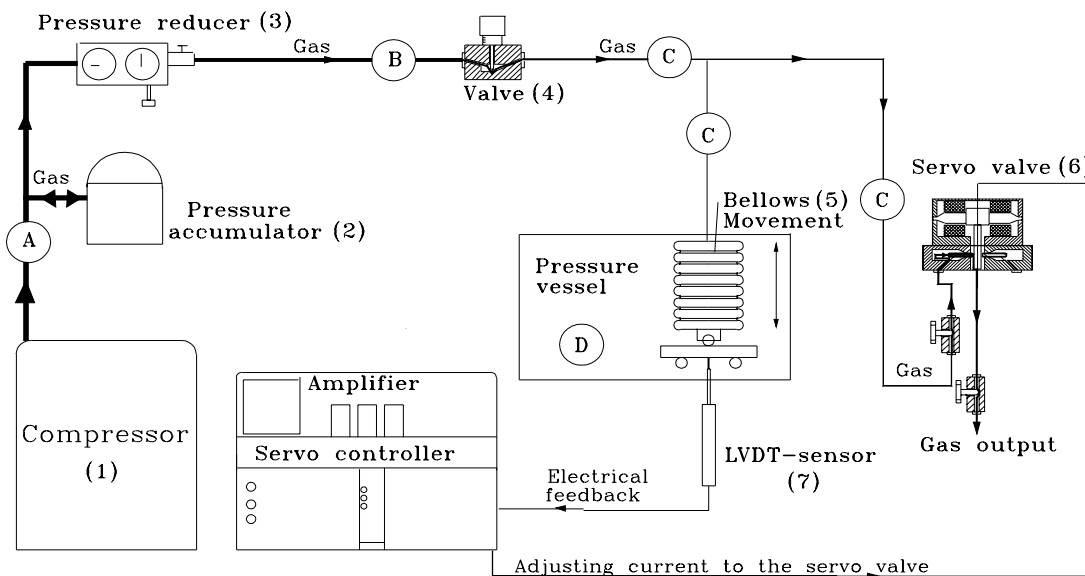 Pressure reducer (3)
Gas
B
Valve (4)
Gas
C
C
Servo valve (6)
C
Gas
Pressure
accumulator (2)
A
Bellows (5)
Movement
Pressure
vessel
D
Gas
Gas output
Compressor
(1)
Amplifier
Servo controller
LVDT-sensor
(7)
Electrical
feedback
Adjusting current to the servo valve